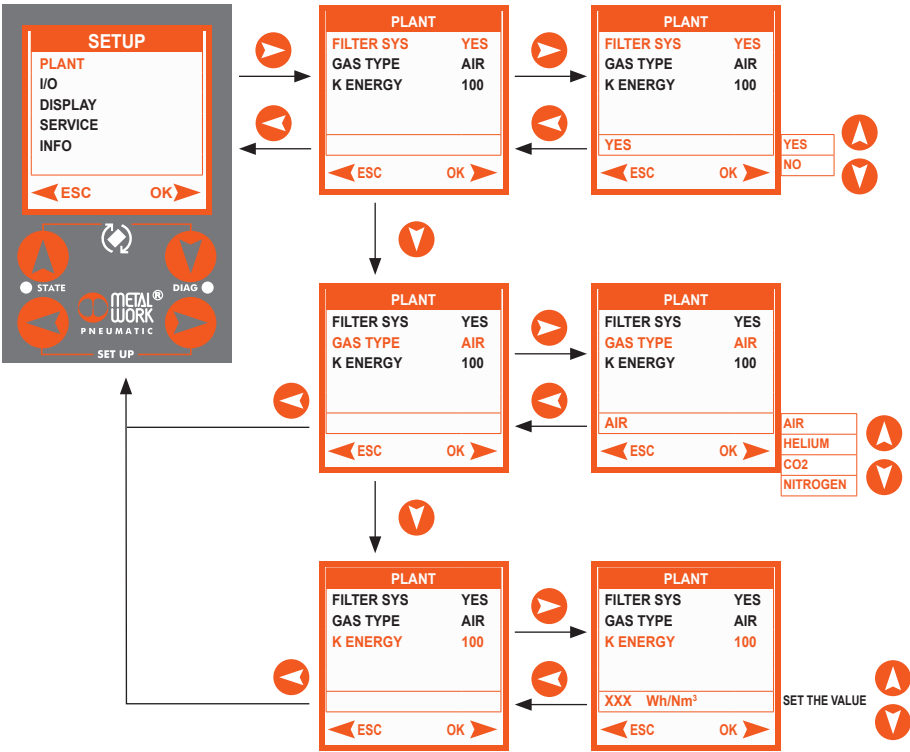 SETUP
PLANT
I/O
DISPLAY
SERVICE
INFO
ESC OK
STATE DIAG
METAL®
WORK
PNEUMATIC
SET UP
PLANT
FILTER SYS YES
GAS TYPE AIR
K ENERGY 100
ESC OK
PLANT
FILTER SYS YES
GAS TYPE AIR
K ENERGY 100
YES
ESC OK
YES
NO
PLANT
FILTER SYS YES
GAS TYPE AIR
K ENERGY 100
ESC OK
PLANT
FILTER SYS YES
GAS TYPE AIR
K ENERGY 100
AIR
ESC OK
AIR
HELIUM
CO2
NITROGEN
PLANT
FILTER SYS YES
GAS TYPE AIR
K ENERGY 100
ESC OK
PLANT
FILTER SYS YES
GAS TYPE AIR
K ENERGY 100
XXX Wh/Nm³
ESC OK
SET THE VALUE